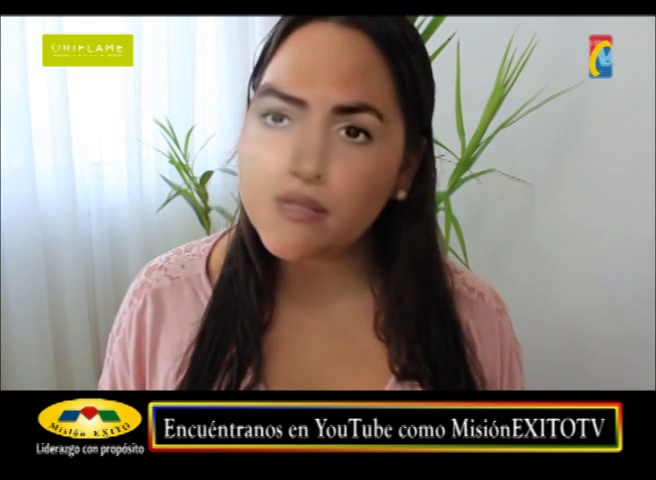 ORIFLAME
Misión EXITO
Liderazgo con propósito
Encuéntranos en YouTube como MisiónEXITOTV